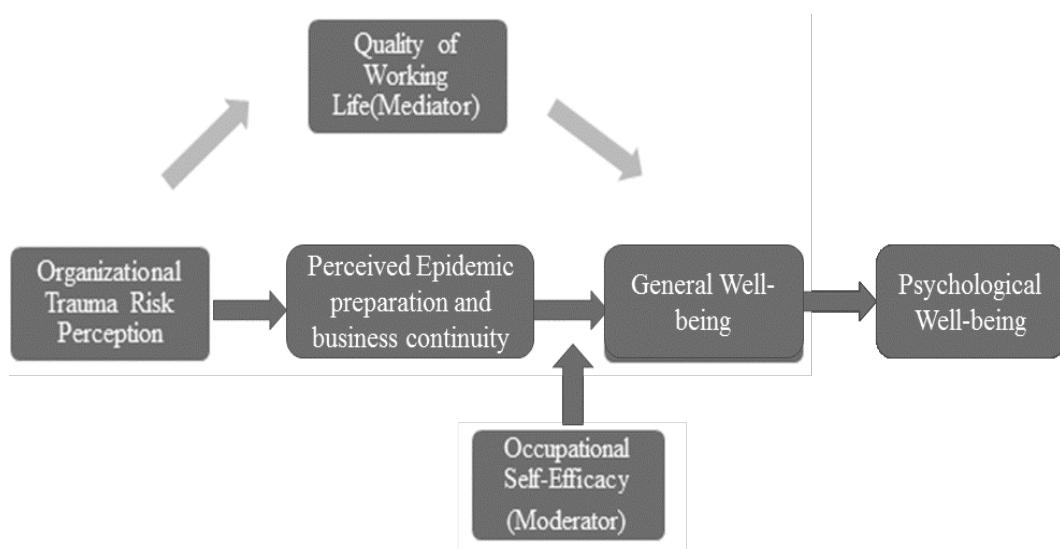 Quality of
Working
Life(Mediator)
Organizational
Trauma Risk
Perception
Perceived Epidemic
preparation and
business continuity
General Well-
being
Psychological
Well-being
Occupational
Self-Efficacy
(Moderator)